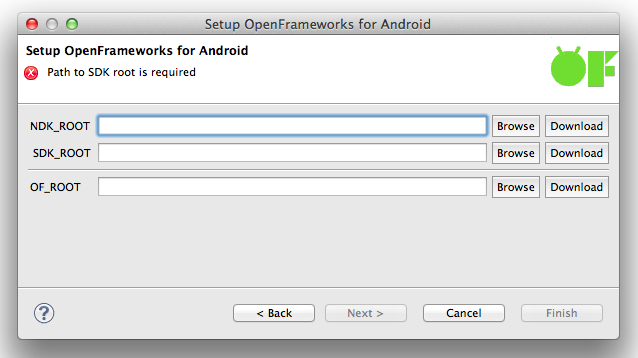 Setup OpenFrameworks for Android
Setup OpenFrameworks for Android
Path to SDK root is required
OF
NDK_ROOT Browse Download
SDK_ROOT Browse Download
OF_ROOT Browse Download
? < Back Next > Cancel Finish